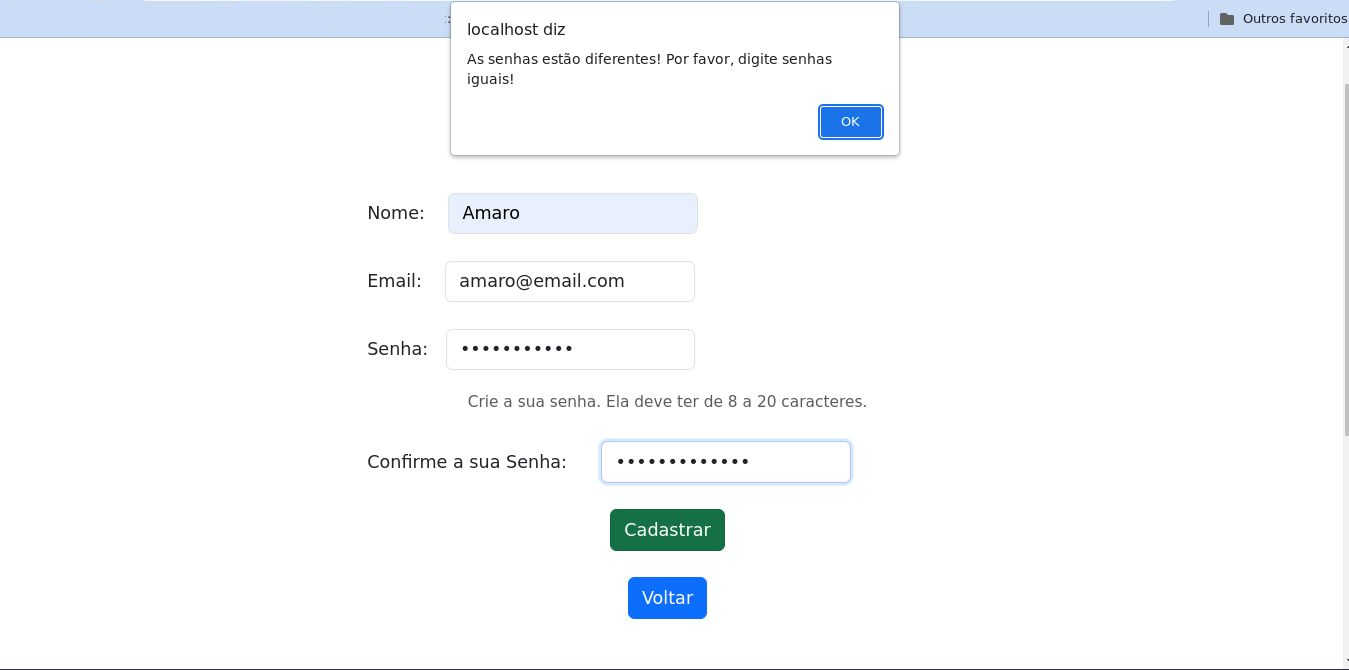 Outros favoritos
localhost diz
As senhas estão diferentes! Por favor, digite senhas
iguais!
OK
Nome: Amaro
Email: amaro@email.com
Senha: •••••••••••
Crie a sua senha. Ela deve ter de 8 a 20 caracteres.
Confirme a sua Senha: •••••••••••••
Cadastrar
Voltar